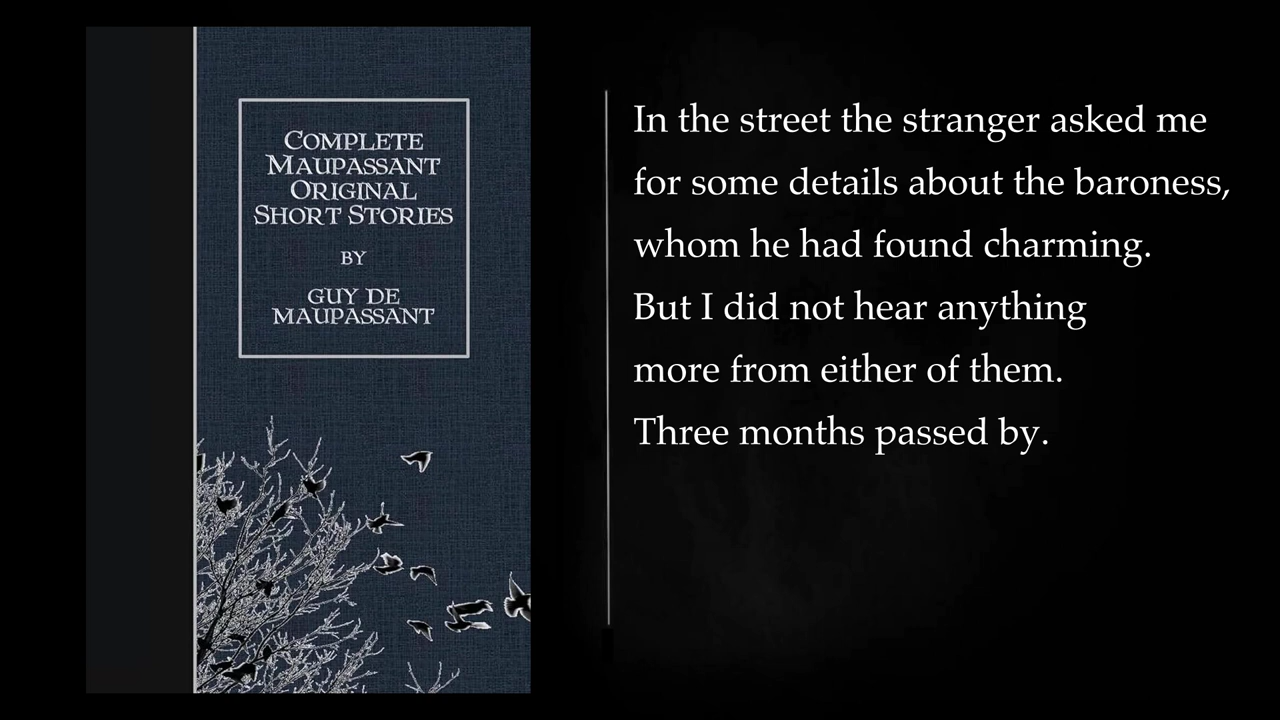 COMPLETE
MAUPASSANT
ORIGINAL
SHORT STORIES
BY
GUY DE
MAUPASSANT
In the street the stranger asked me
for some details about the baroness,
whom he had found charming.
But I did not hear anything
more from either of them.
Three months passed by.